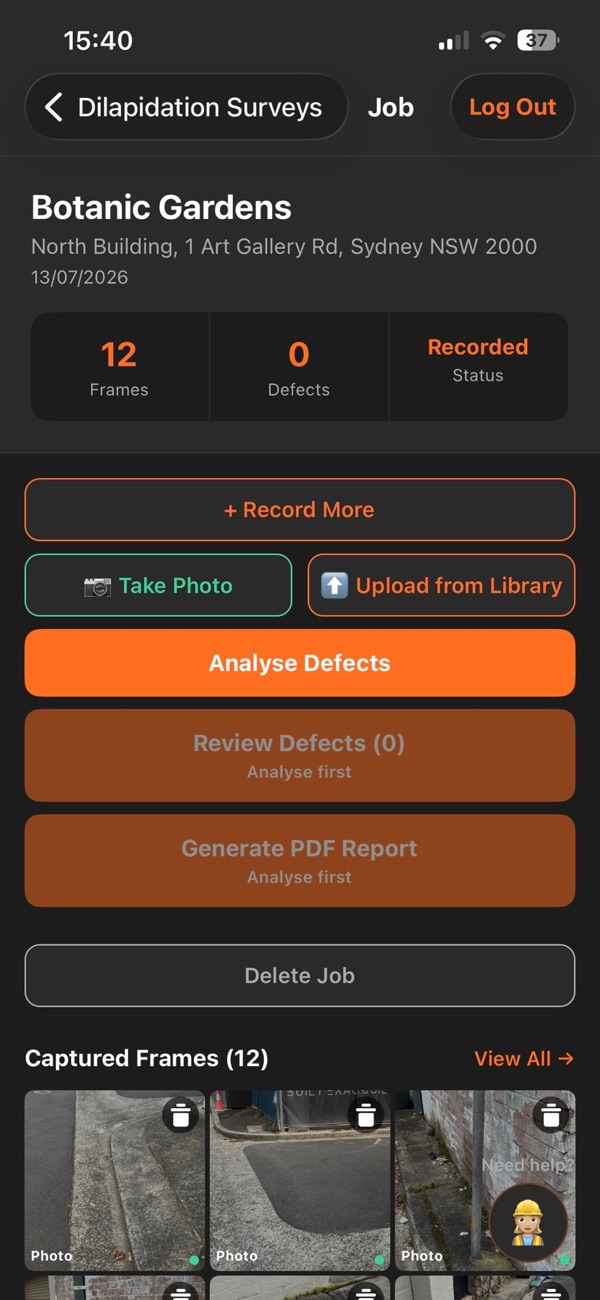 15:40
37
Dilapidation Surveys
Job
Log Out
Botanic Gardens
North Building, 1 Art Gallery Rd, Sydney NSW 2000
13/07/2026
12
Frames
0
Defects
Recorded
Status
+ Record More
Take Photo
Upload from Library
Analyse Defects
Review Defects (0)
Analyse first
Generate PDF Report
Analyse first
Delete Job
Captured Frames (12)
View All →
Need help?
Photo
Photo
Photo